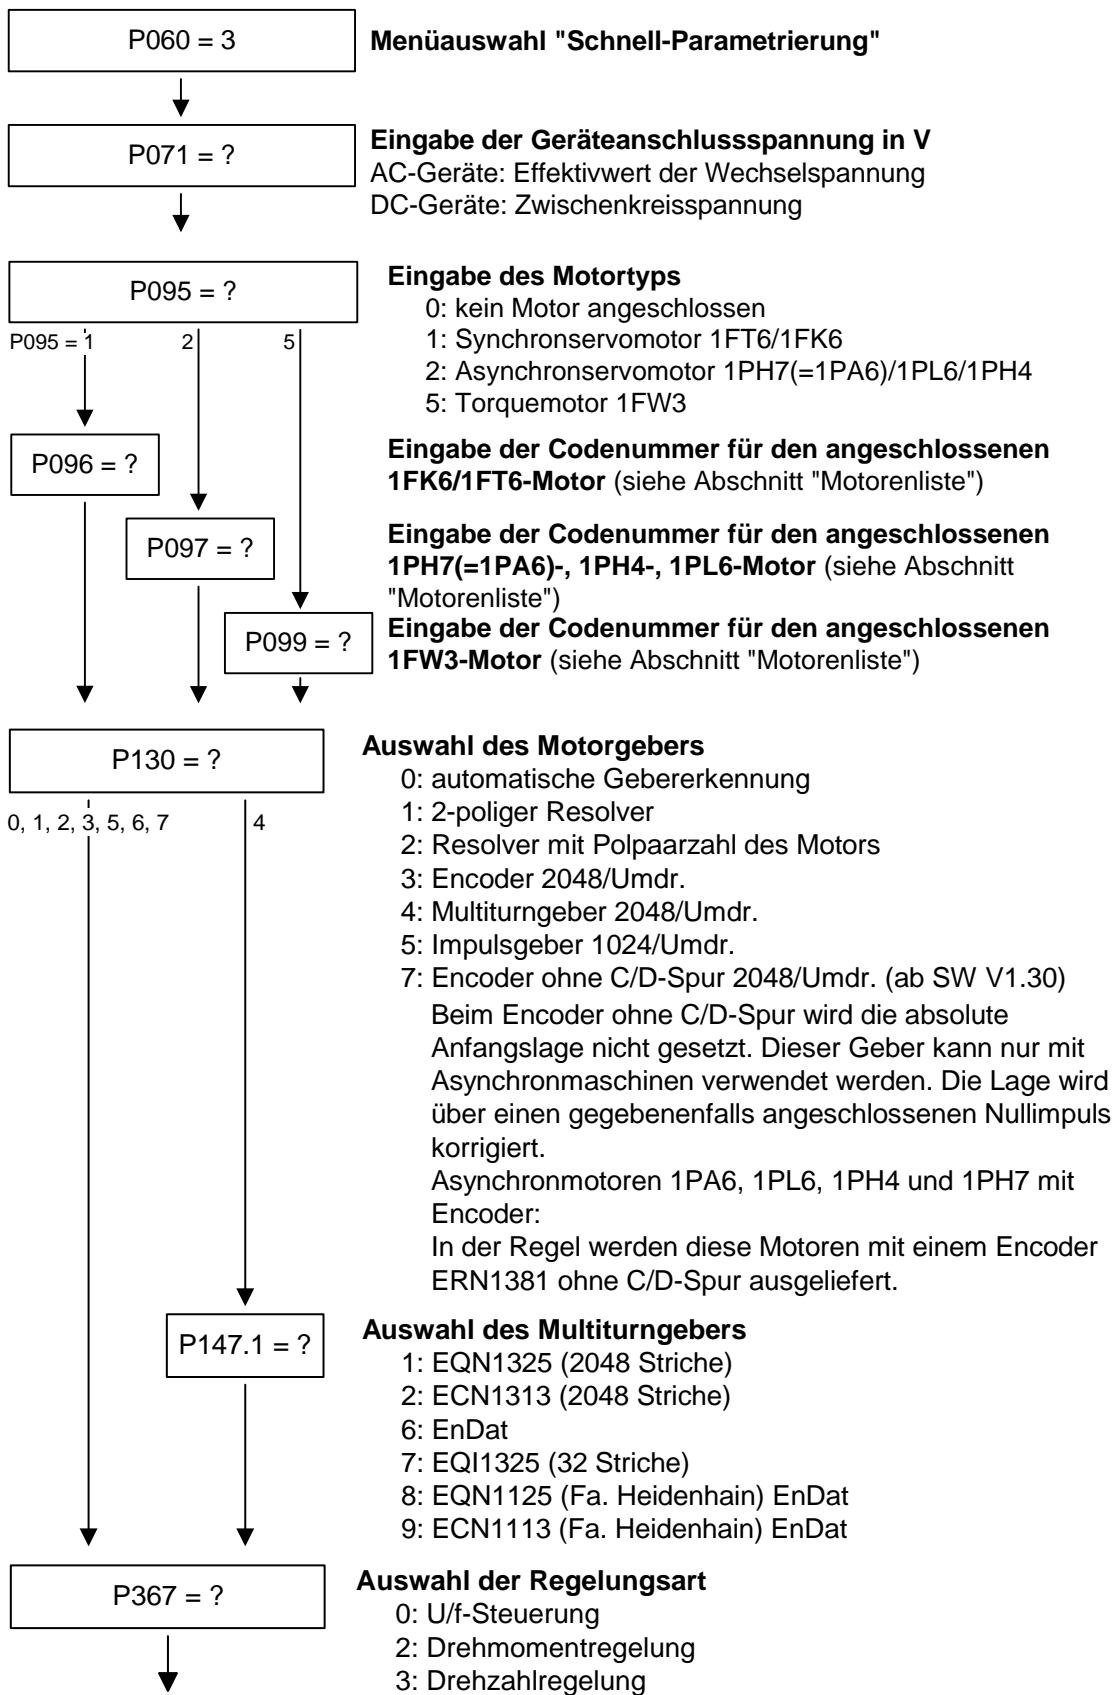 P060 = 3
Menüauswahl "Schnell-Parametrierung"
P071 = ?
Eingabe der Geräteanschlussspannung in V
AC-Geräte: Effektivwert der Wechselspannung
DC-Geräte: Zwischenkreisspannung
P095 = ?
Eingabe des Motortyps
0: kein Motor angeschlossen
1: Synchronservomotor 1FT6/1FK6
2: Asynchronservomotor 1PH7(=1PA6)/1PL6/1PH4
5: Torquemotor 1FW3
P095 = 1
2
5
P096 = ?
Eingabe der Codenummer für den angeschlossenen
1FK6/1FT6-Motor (siehe Abschnitt "Motorenliste")
P097 = ?
Eingabe der Codenummer für den angeschlossenen
1PH7(=1PA6)-, 1PH4-, 1PL6-Motor (siehe Abschnitt
"Motorenliste")
P099 = ?
Eingabe der Codenummer für den angeschlossenen
1FW3-Motor (siehe Abschnitt "Motorenliste")
P130 = ?
Auswahl des Motorgebers
0: automatische Gebererkennung
1: 2-poliger Resolver
2: Resolver mit Polpaarzahl des Motors
3: Encoder 2048/Umdr.
4: Multiturngeber 2048/Umdr.
5: Impulsgeber 1024/Umdr.
7: Encoder ohne C/D-Spur 2048/Umdr. (ab SW V1.30)
Beim Encoder ohne C/D-Spur wird die absolute
Anfangslage nicht gesetzt. Dieser Geber kann nur mit
Asynchronmaschinen verwendet werden. Die Lage wird
über einen gegebenenfalls angeschlossenen Nullimpuls
korrigiert.
Asynchronmotoren 1PA6, 1PL6, 1PH4 und 1PH7 mit
Encoder:
In der Regel werden diese Motoren mit einem Encoder
ERN1381 ohne C/D-Spur ausgeliefert.
0, 1, 2, 3, 5, 6, 7
4
P147.1 = ?
Auswahl des Multiturngebers
1: EQN1325 (2048 Striche)
2: ECN1313 (2048 Striche)
6: EnDat
7: EQI1325 (32 Striche)
8: EQN1125 (Fa. Heidenhain) EnDat
9: ECN1113 (Fa. Heidenhain) EnDat
P367 = ?
Auswahl der Regelungsart
0: U/f-Steuerung
2: Drehmomentregelung
3: Drehzahlregelung